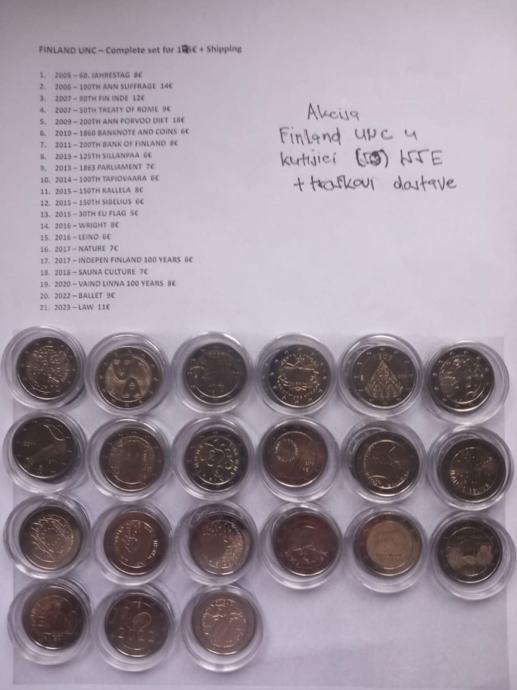 FINLAND UNC – Complete set for 1 € + Shipping
1. 2005 – 60. JAHRESTAG 8€
2. 2006 – 100TH ANN SUFFRAGE 14€
3. 2007 – 90TH FIN INDE 12€
4. 2007 – 50TH TREATY OF ROME 9€
5. 2009 – 200TH ANN PORVOO DIET 18€
6. 2010 – 1860 BANKNOTE AND COINS 6€
7. 2011 – 200TH BANK OF FINLAND 8€
8. 2013 – 125TH SILLANPAA 6€
9. 2013 – 1863 PARLIAMENT 7€
10. 2014 – 100TH TAPIOVAARA 6€
11. 2015 – 150TH KALLELA 8€
12. 2015 – 150TH SIBELIUS 6€
13. 2015 – 30TH EU FLAG 5€
14. 2016 – WRIGHT 8€
15. 2016 – LEINO 6€
16. 2017 – NATURE 7€
17. 2017 – INDEPEN FINLAND 100 YEARS 6€
18. 2018 – SAUNA CULTURE 7€
19. 2020 – VAINO LINNA 100 YEARS 8€
20. 2022 – BALLET 9€
21. 2023 – LAW 11€
Akcija
Finland UNC u
kutijici
+ troškovi dostave